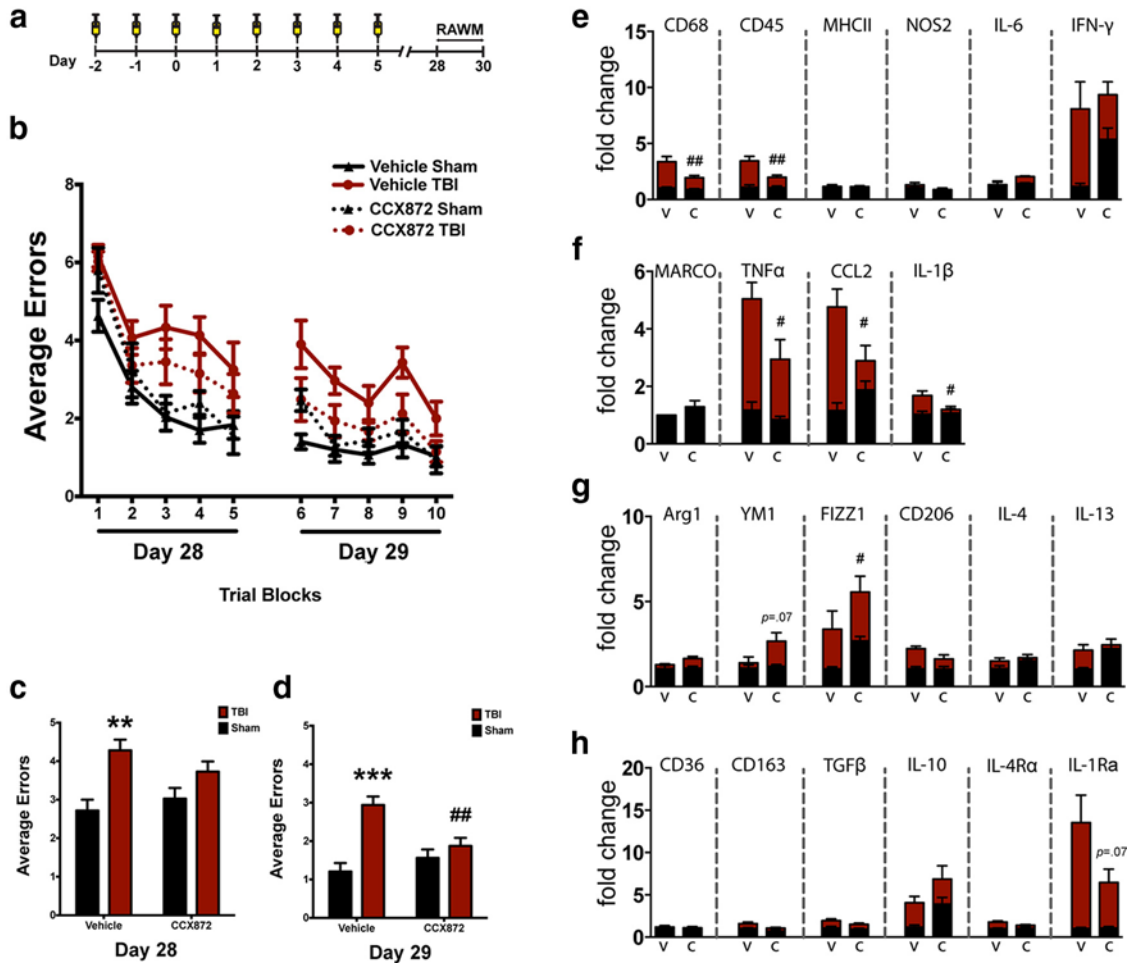 a
RAWM
Day
-2 -1 0 1 2 3 4 5 28 30
b
Vehicle Sham
Vehicle TBI
CCX872 Sham
CCX872 TBI
Average Errors
8
6
4
2
0
1 2 3 4 5 6 7 8 9 10
Day 28 Day 29
Trial Blocks
c
TBI
Sham
**
Average Errors
5
4
3
2
1
0
Vehicle CCX872
Day 28
d
TBI
Sham
***
##
Average Errors
5
4
3
2
1
0
Vehicle CCX872
Day 29
e
CD68 CD45 MHCII NOS2 IL-6 IFN-γ
fold change
15
10
5
0
## ##
V C V C V C V C V C V C
f
MARCO TNFα CCL2 IL-1β
fold change
6
4
2
0
# # #
V C V C V C V C
g
Arg1 YM1 FIZZ1 CD206 IL-4 IL-13
fold change
10
5
0
p=.07 #
V C V C V C V C V C V C
h
CD36 CD163 TGFβ IL-10 IL-4Rα IL-1Ra
fold change
20
15
10
5
0
p=.07
V C V C V C V C V C V C